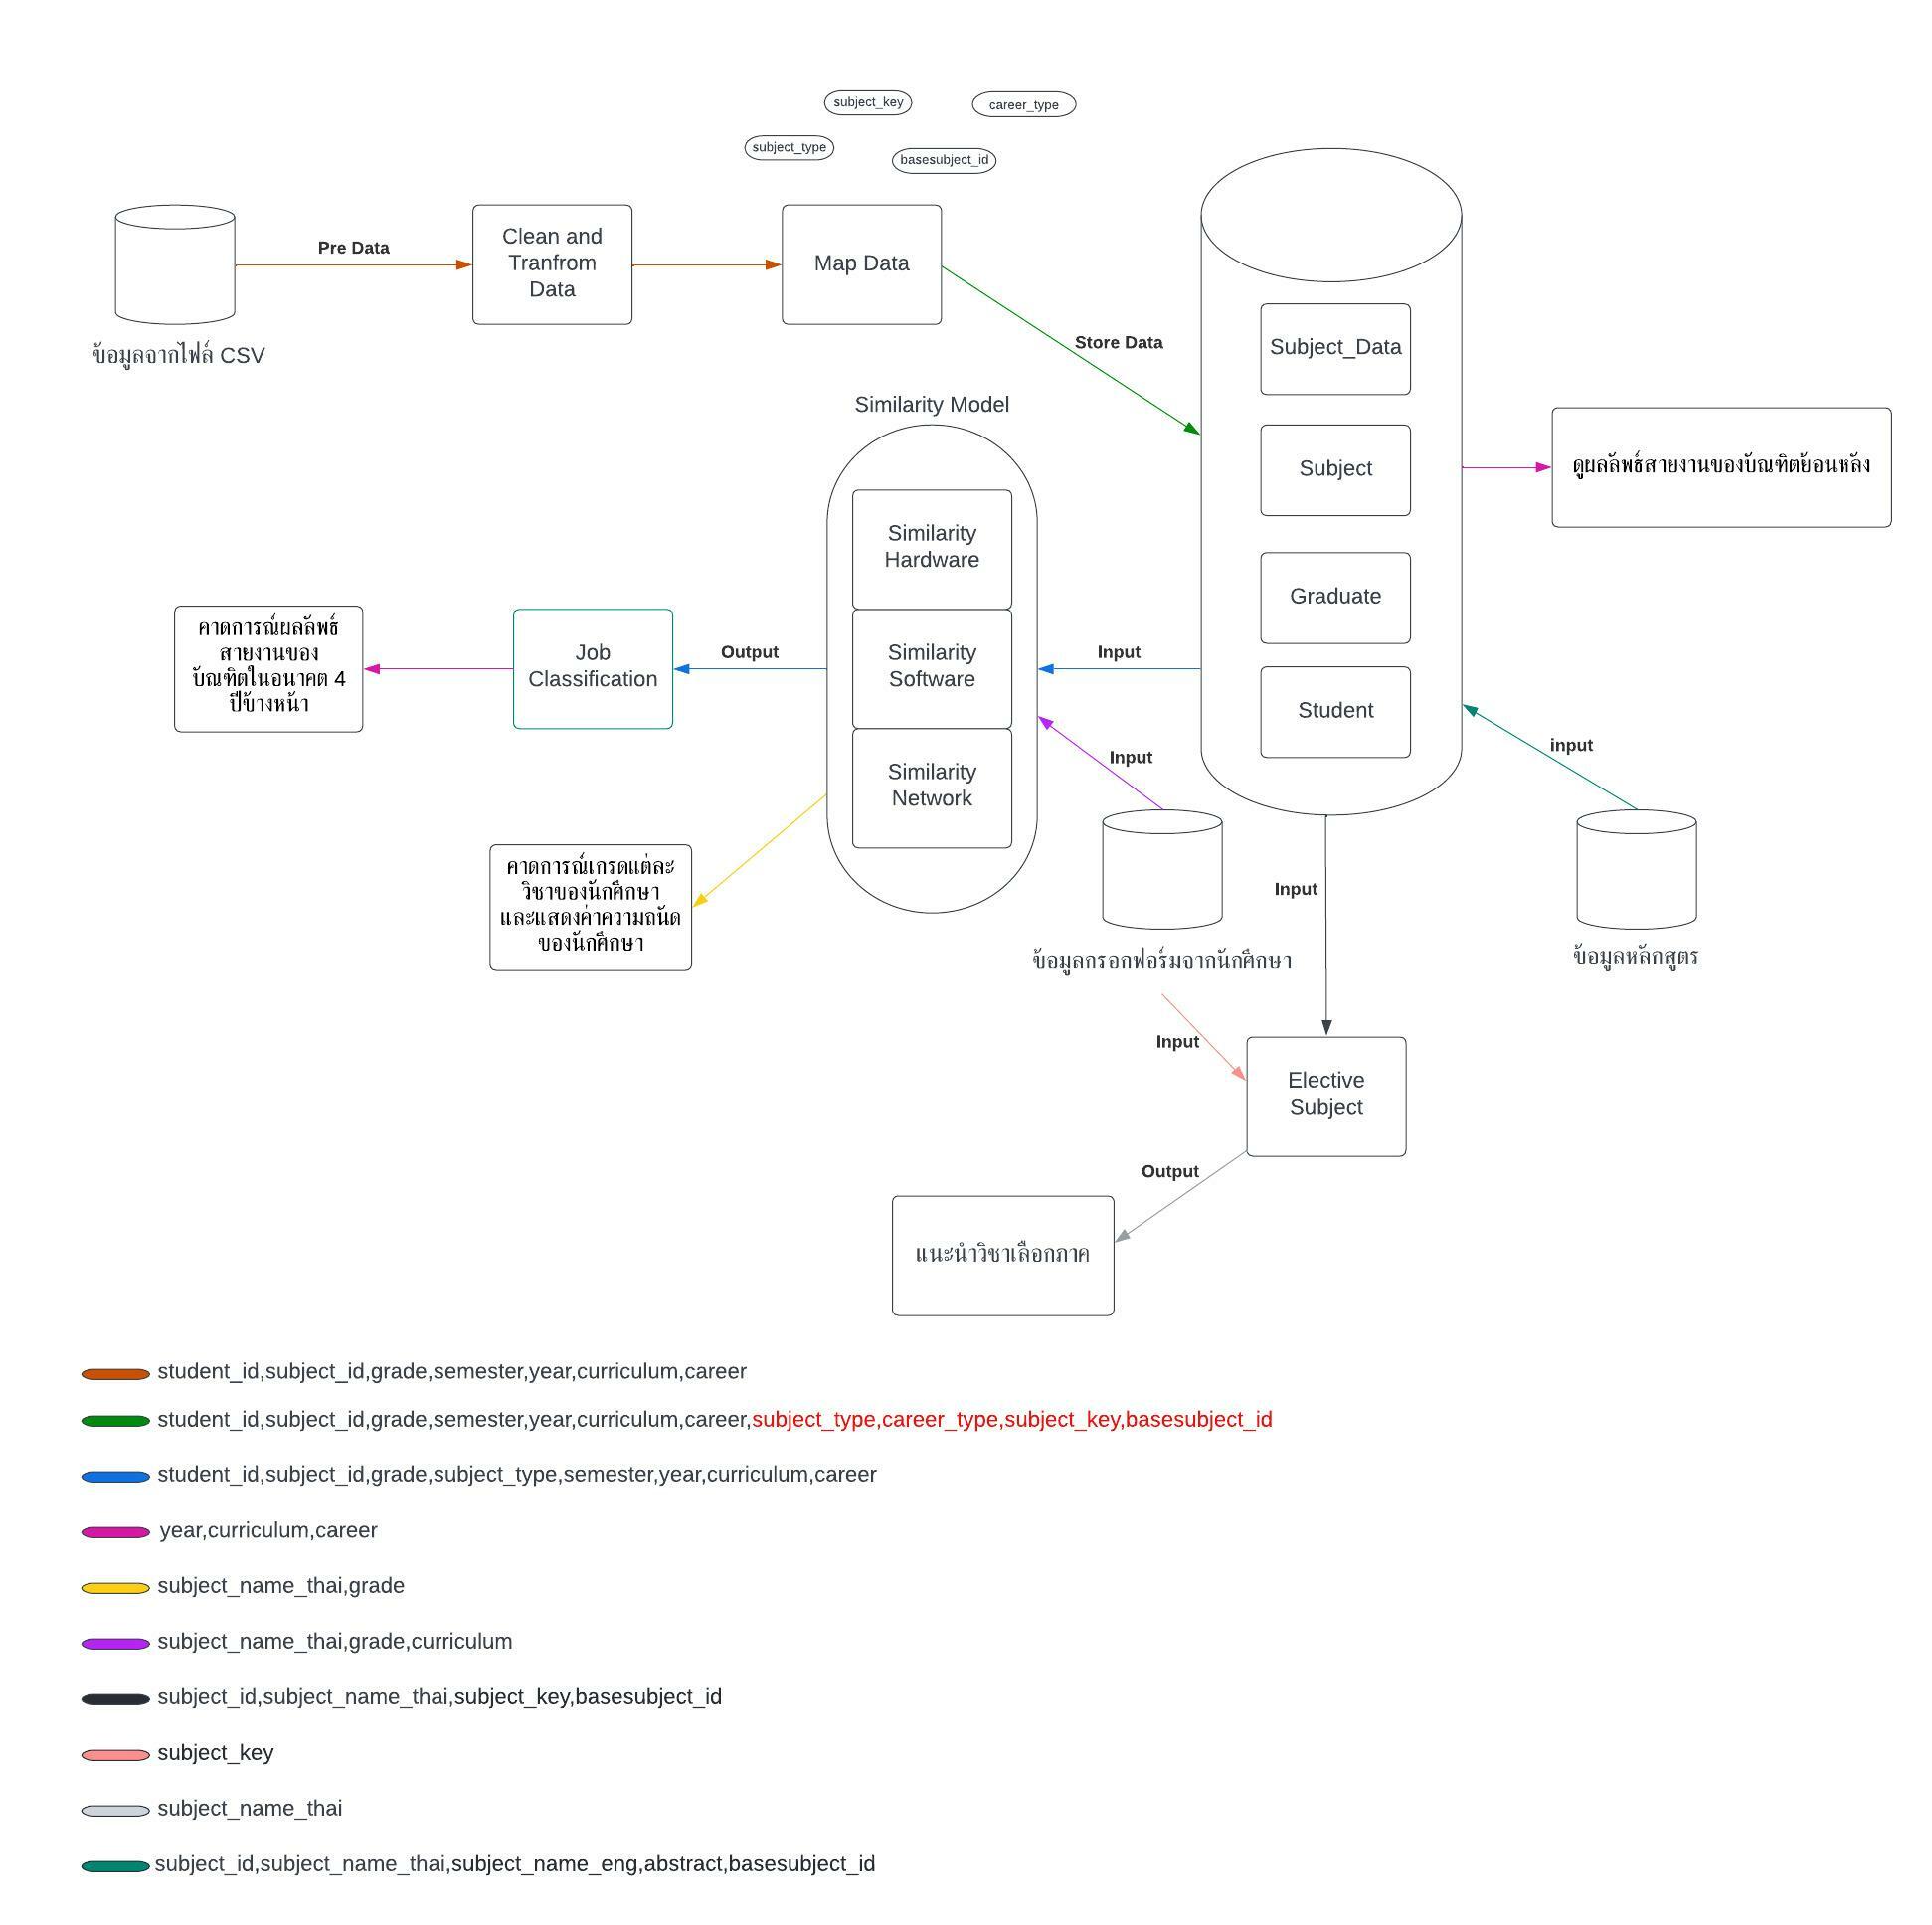 subject_key
career_type
subject_type
basesubject_id
Pre Data
Clean and
Tranfrom
Data
Map Data
ข้อมูลจากไฟล์ CSV
Store Data
Subject_Data
Subject
Graduate
Student
ดูผลลัพธ์สายงานของบัณฑิตย้อนหลัง
Similarity Model
Similarity
Hardware
Similarity
Software
Similarity
Network
Input
Output
Job
Classification
คาดการณ์ผลลัพธ์
สายงานของ
บัณฑิตในอนาคต 4
ปีข้างหน้า
Input
input
คาดการณ์เกรดแต่ละ
วิชาของนักศึกษา
และแสดงค่าความถนัด
ของนักศึกษา
Input
ข้อมูลกรอกฟอร์มจากนักศึกษา
ข้อมูลหลักสูตร
Input
Elective
Subject
Output
แนะนำวิชาเลือกภาค
student_id,subject_id,grade,semester,year,curriculum,career
student_id,subject_id,grade,semester,year,curriculum,career,subject_type,career_type,subject_key,basesubject_id
student_id,subject_id,grade,subject_type,semester,year,curriculum,career
year,curriculum,career
subject_name_thai,grade
subject_name_thai,grade,curriculum
subject_id,subject_name_thai,subject_key,basesubject_id
subject_key
subject_name_thai
subject_id,subject_name_thai,subject_name_eng,abstract,basesubject_id